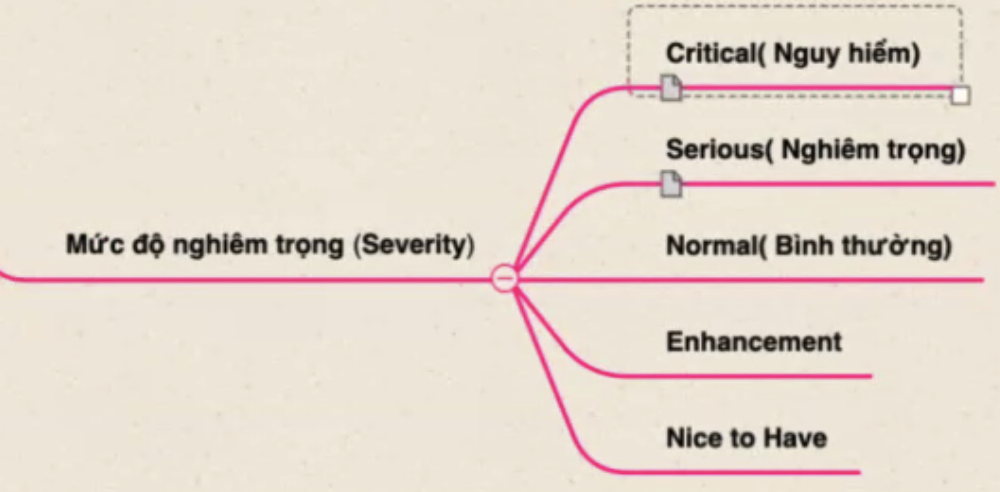 Critical( Nguy hiểm)
Serious( Nghiêm trọng)
Mức độ nghiêm trọng (Severity)
Normal( Bình thường)
Enhancement
Nice to Have